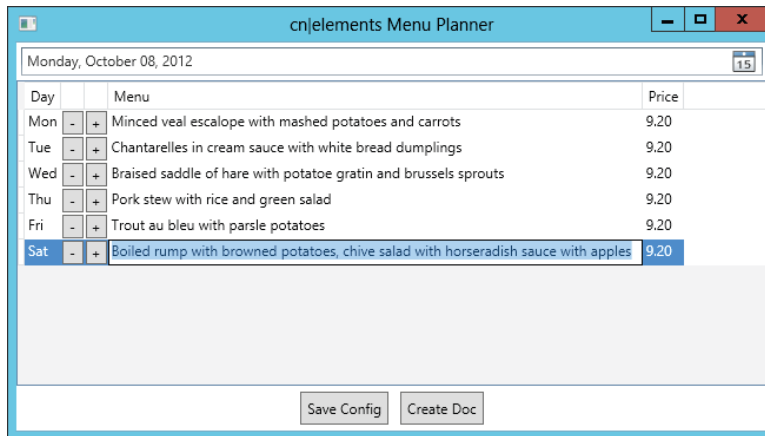 cn|elements Menu Planner
Monday, October 08, 2012
15
Day Menu Price
Mon - + Minced veal escalope with mashed potatoes and carrots 9.20
Tue - + Chantarelles in cream sauce with white bread dumplings 9.20
Wed - + Braised saddle of hare with potatoe gratin and brussels sprouts 9.20
Thu - + Pork stew with rice and green salad 9.20
Fri - + Trout au bleu with parsle potatoes 9.20
Sat - + Boiled rump with browned potatoes, chive salad with horseradish sauce with apples 9.20
Save Config Create Doc